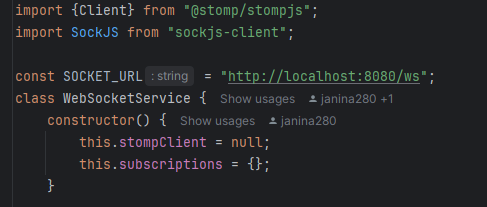 import {Client} from "@stomp/stompjs";
import SockJS from "sockjs-client";
const SOCKET_URL : string = "http://localhost:8080/ws";
class WebSocketService { Show usages janina280 +1
constructor() { Show usages janina280
this.stompClient = null;
this.subscriptions = {};
}